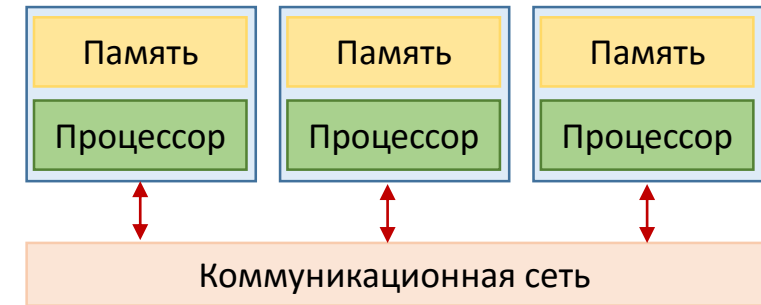 Память
Память
Память
Процессор
Процессор
Процессор
Коммуникационная сеть